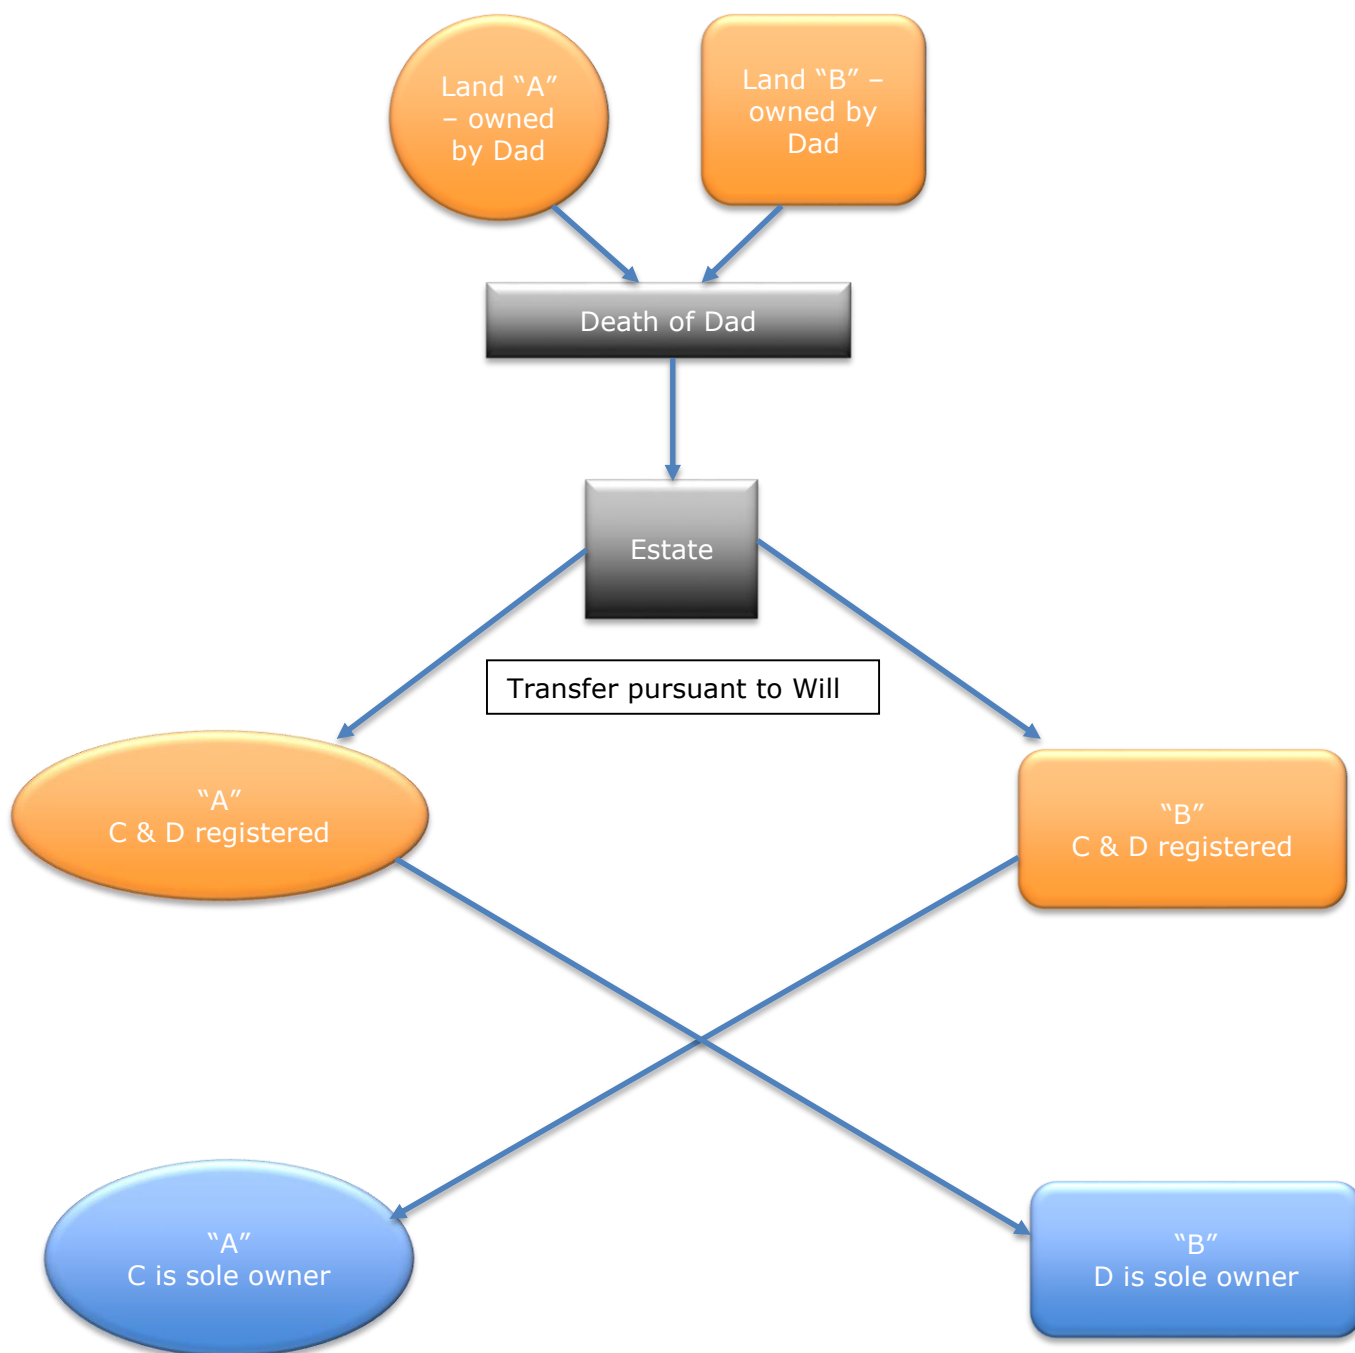 Land “A”
– owned
by Dad
Land “B” –
owned by
Dad
Death of Dad
Estate
Transfer pursuant to Will
“A”
C & D registered
“B”
C & D registered
“A”
C is sole owner
“B”
D is sole owner